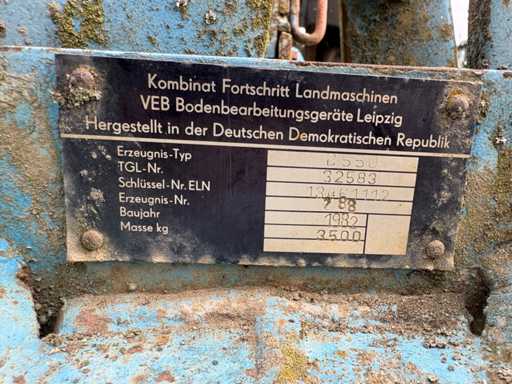 Kombinat Fortschritt Landmaschinen
VEB Bodenbearbeitungsgeräte Leipzig
Hergestellt in der Deutschen Demokratischen Republik
Erzeugnis-Typ
TGL-Nr. 32583
Schlüssel-Nr. ELN
Erzeugnis-Nr. 788
Baujahr 1982
Masse kg 3500